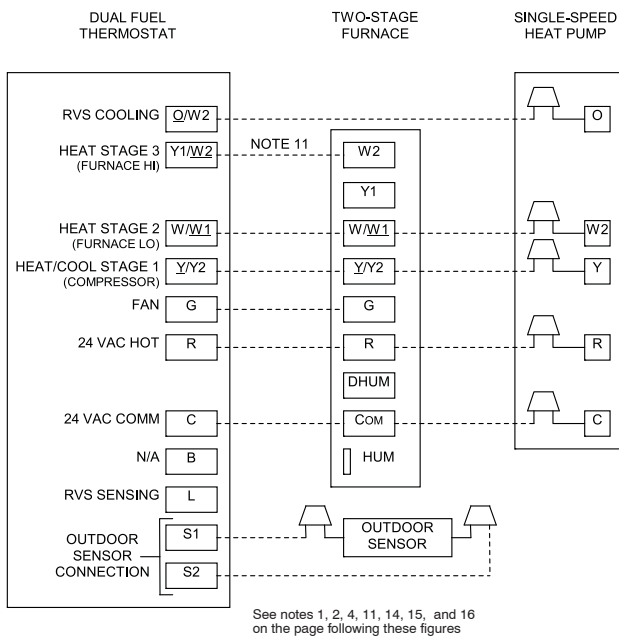 DUAL FUEL
THERMOSTAT
TWO-STAGE
FURNACE
SINGLE-SPEED
HEAT PUMP
RVS COOLING O/W2 O
HEAT STAGE 3 Y1/W2 NOTE 11 W2
(FURNACE HI)
Y1
HEAT STAGE 2 W/W1 W/W1 W2
(FURNACE LO)
HEAT/COOL STAGE 1 Y/Y2 Y/Y2 Y
(COMPRESSOR)
FAN G G
24 VAC HOT R R R
DHUM
24 VAC COMM C COM C
N/A B HUM
RVS SENSING L
OUTDOOR
SENSOR
CONNECTION
S1
S2
OUTDOOR
SENSOR
See notes 1, 2, 4, 11, 14, 15, and 16
on the page following these figures